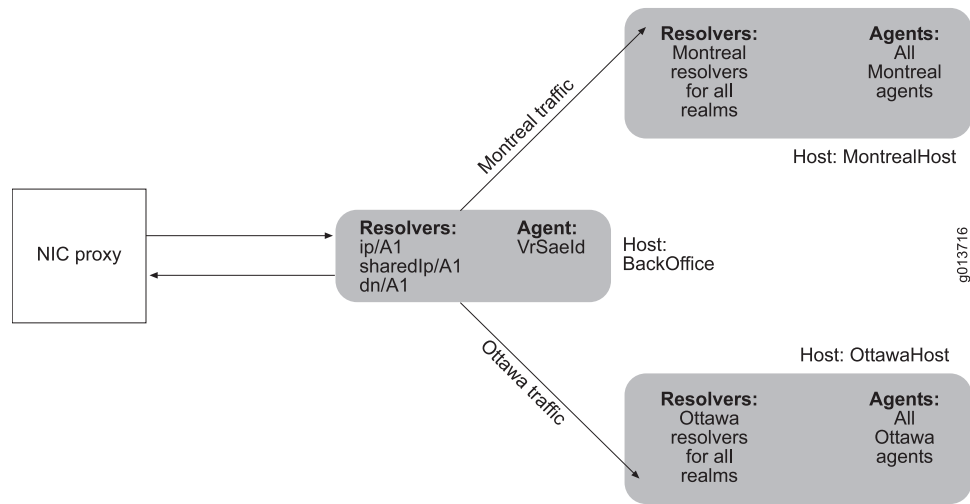 Resolvers:
Montreal
resolvers
for all
realms
Agents:
All
Montreal
agents
Host: MontrealHost
Montreal traffic
NIC proxy
Resolvers:
ip/A1
sharedIp/A1
dn/A1
Agent:
VrSaeId
Host:
BackOffice
g013716
Ottawa traffic
Host: OttawaHost
Resolvers:
Ottawa
resolvers
for all
realms
Agents:
All
Ottawa
agents